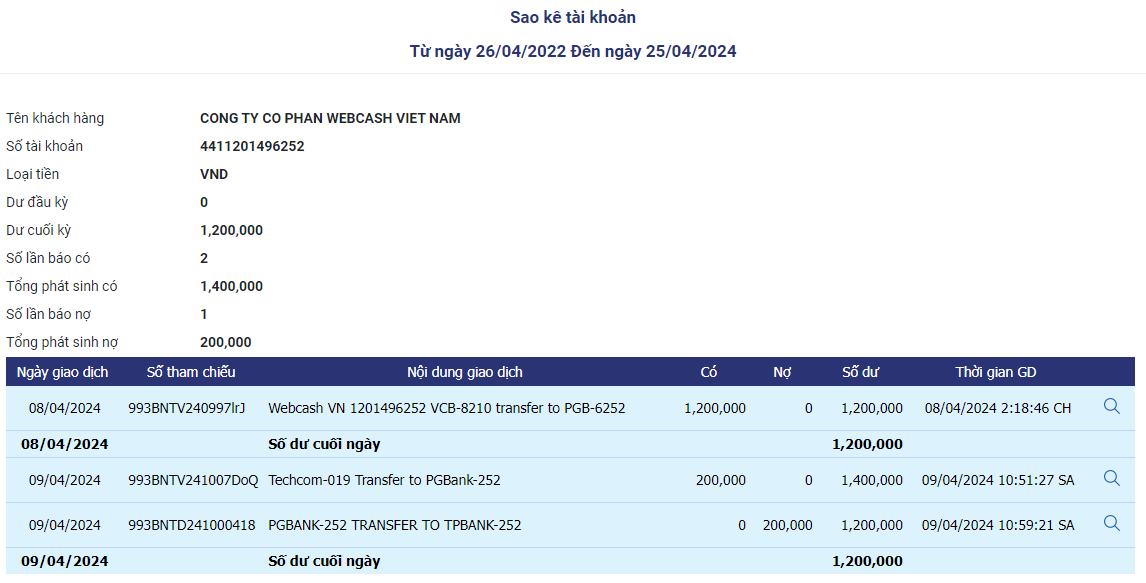 Sao kê tài khoản
Từ ngày 26/04/2022 Đến ngày 25/04/2024
Tên khách hàng CONG TY CO PHAN WEBCASH VIET NAM
Số tài khoản 4411201496252
Loại tiền VND
Dư đầu kỳ 0
Dư cuối kỳ 1,200,000
Số lần báo có 2
Tổng phát sinh có 1,400,000
Số lần báo nợ 1
Tổng phát sinh nợ 200,000
Ngày giao dịch Số tham chiếu Nội dung giao dịch Có Nợ Số dư Thời gian GD
08/04/2024 993BNTV240997lrJ Webcash VN 1201496252 VCB-8210 transfer to PGB-6252 1,200,000 0 1,200,000 08/04/2024 2:18:46 CH
08/04/2024 Số dư cuối ngày 1,200,000
09/04/2024 993BNTV241007DoQ Techcom-019 Transfer to PGBank-252 200,000 0 1,400,000 09/04/2024 10:51:27 SA
09/04/2024 993BNTD241000418 PGBANK-252 TRANSFER TO TPBANK-252 0 200,000 1,200,000 09/04/2024 10:59:21 SA
09/04/2024 Số dư cuối ngày 1,200,000